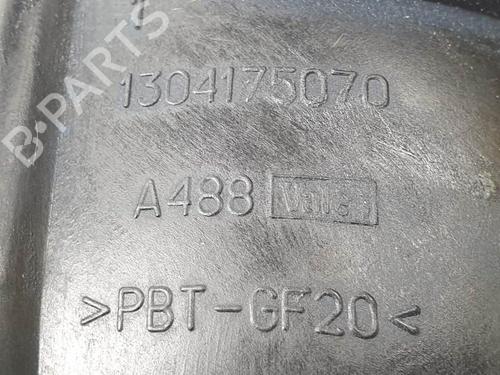 1304175070
A488 Valeo
>PBT-GF20<
B-PARTS